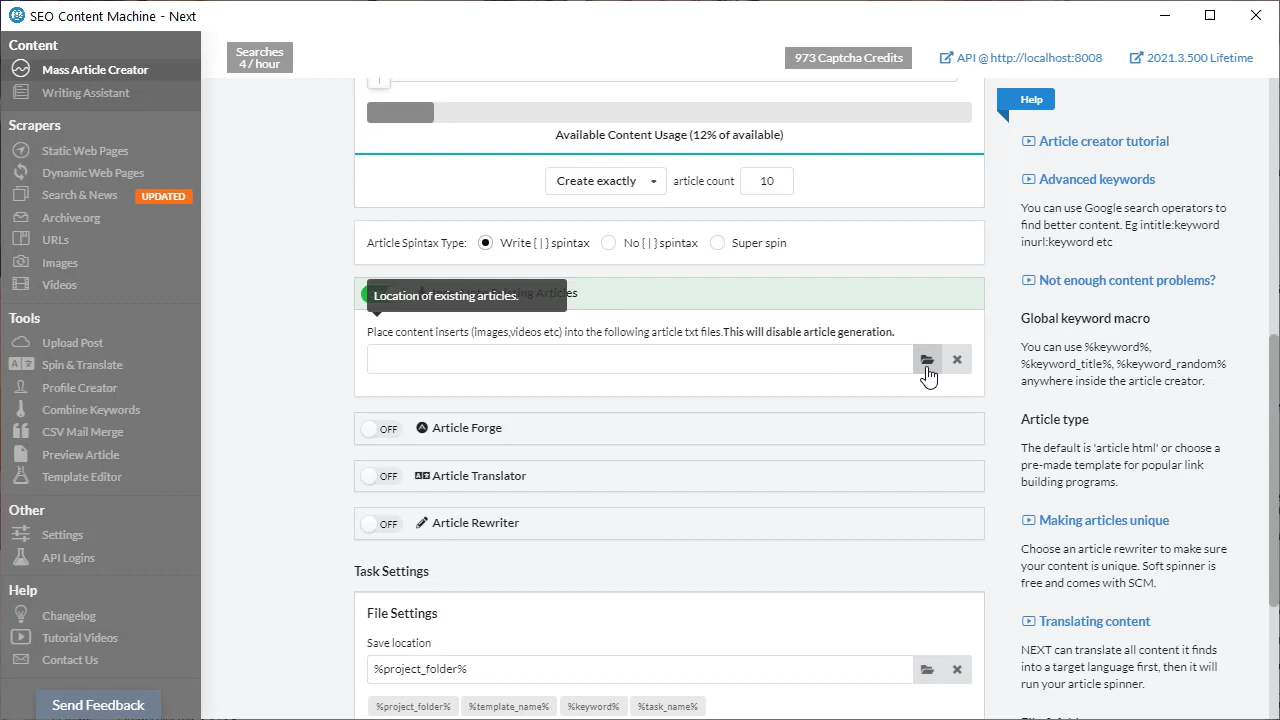 SEO Content Machine - Next
Content
Mass Article Creator
Writing Assistant
Scrapers
Static Web Pages
Dynamic Web Pages
Search & News
UPDATED
Archive.org
URLs
Images
Videos
Tools
Upload Post
Spin & Translate
Profile Creator
Combine Keywords
CSV Mail Merge
Preview Article
Template Editor
Other
Settings
API Logins
Help
Changelog
Tutorial Videos
Contact Us
Send Feedback
Searches
4 / hour
973 Captcha Credits
API @ http://localhost:8008
2021.3.500 Lifetime
Available Content Usage (12% of available)
Create exactly
article count
10
Article Spintax Type:
Write { | } spintax
No { | } spintax
Super spin
Location of existing articles.
Place content inserts (images,videos etc) into the following article txt files.This will disable article generation.
OFF
Article Forge
OFF
Article Translator
OFF
Article Rewriter
Task Settings
File Settings
Save location
%project_folder%
%project_folder% %template_name% %keyword% %task_name%
Help
Article creator tutorial
Advanced keywords
You can use Google search operators to
find better content. Eg intitle:keyword
inurl:keyword etc
Not enough content problems?
Global keyword macro
You can use %keyword%,
%keyword_title%, %keyword_random%
anywhere inside the article creator.
Article type
The default is 'article html' or choose a
pre-made template for popular link
building programs.
Making articles unique
Choose an article rewriter to make sure
your content is unique. Soft spinner is
free and comes with SCM.
Translating content
NEXT can translate all content it finds
into a target language first, then it will
run your article spinner.